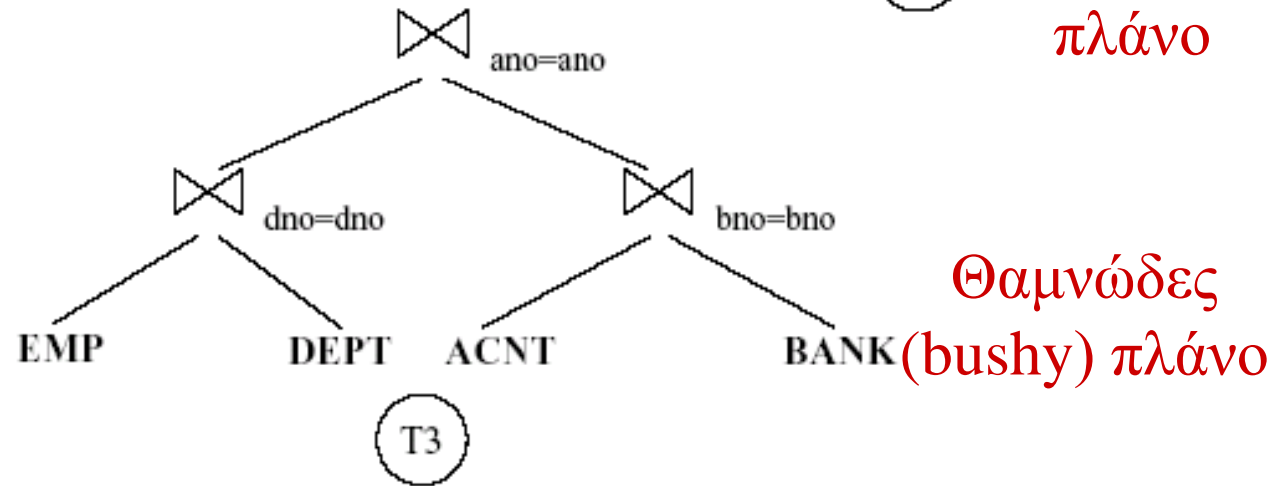 πλάνο
ano=ano
dno=dno
bno=bno
Θαμνώδες
(bushy) πλάνο
EMP
DEPT
ACNT
BANK
T3